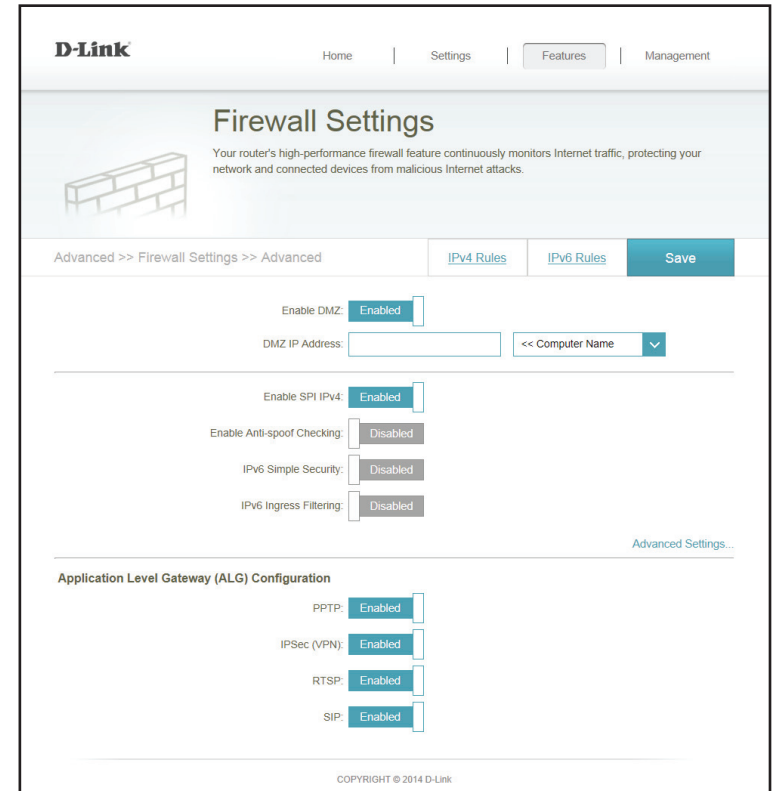 D-Link
Home
Settings
Features
Management
Firewall Settings
Your router's high-performance firewall feature continuously monitors Internet traffic, protecting your
network and connected devices from malicious Internet attacks.
Advanced >> Firewall Settings >> Advanced
IPv4 Rules
IPv6 Rules
Save
Enable DMZ: Enabled
DMZ IP Address: << Computer Name
Enable SPI IPv4: Enabled
Enable Anti-spoof Checking: Disabled
IPv6 Simple Security: Disabled
IPv6 Ingress Filtering: Disabled
Advanced Settings...
Application Level Gateway (ALG) Configuration
PPTP: Enabled
IPSec (VPN): Enabled
RTSP: Enabled
SIP: Enabled
COPYRIGHT © 2014 D-Link